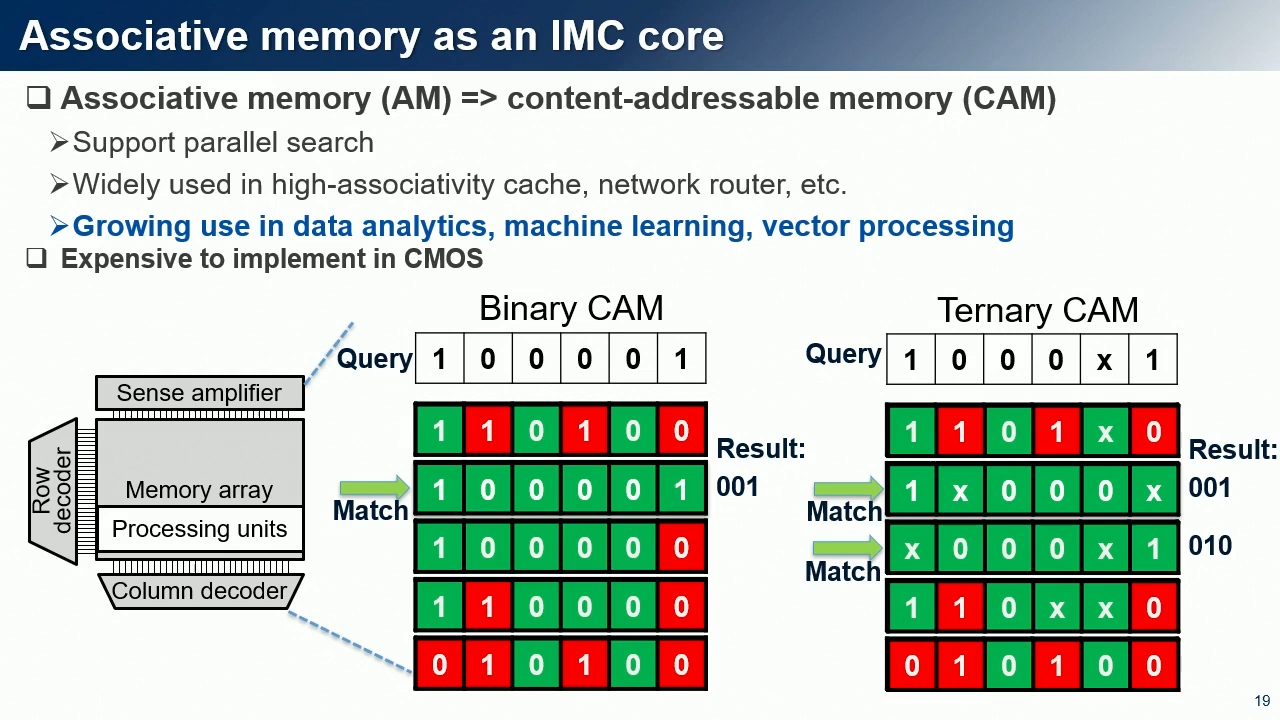 Associative memory as an IMC core
❑ Associative memory (AM) => content-addressable memory (CAM)
➢Support parallel search
➢Widely used in high-associativity cache, network router, etc.
➢Growing use in data analytics, machine learning, vector processing
❑ Expensive to implement in CMOS
Sense amplifier
Row decoder
Memory array
Processing units
Column decoder
Binary CAM
Query 1 0 0 0 0 1
1 1 0 1 0 0
Result:
Match 1 0 0 0 0 1 001
1 0 0 0 0 0
1 1 0 0 0 0
0 1 0 1 0 0
Ternary CAM
Query 1 0 0 0 x 1
1 1 0 1 x 0
Result:
Match 1 x 0 0 0 x 001
Match x 0 0 0 x 1 010
1 1 0 x x 0
0 1 0 1 0 0
19